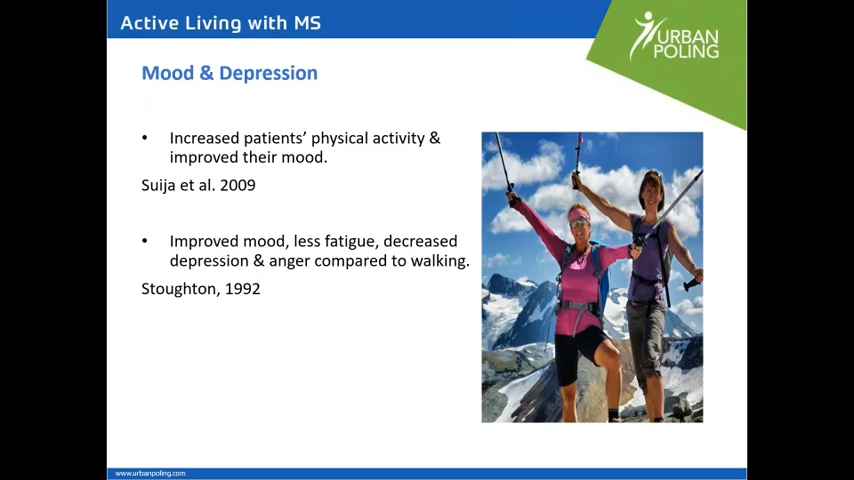 Active Living with MS
URBAN
POLING
Mood & Depression
• Increased patients' physical activity &
improved their mood.
Suija et al. 2009
• Improved mood, less fatigue, decreased
depression & anger compared to walking.
Stoughton, 1992
www.urbanpoling.com